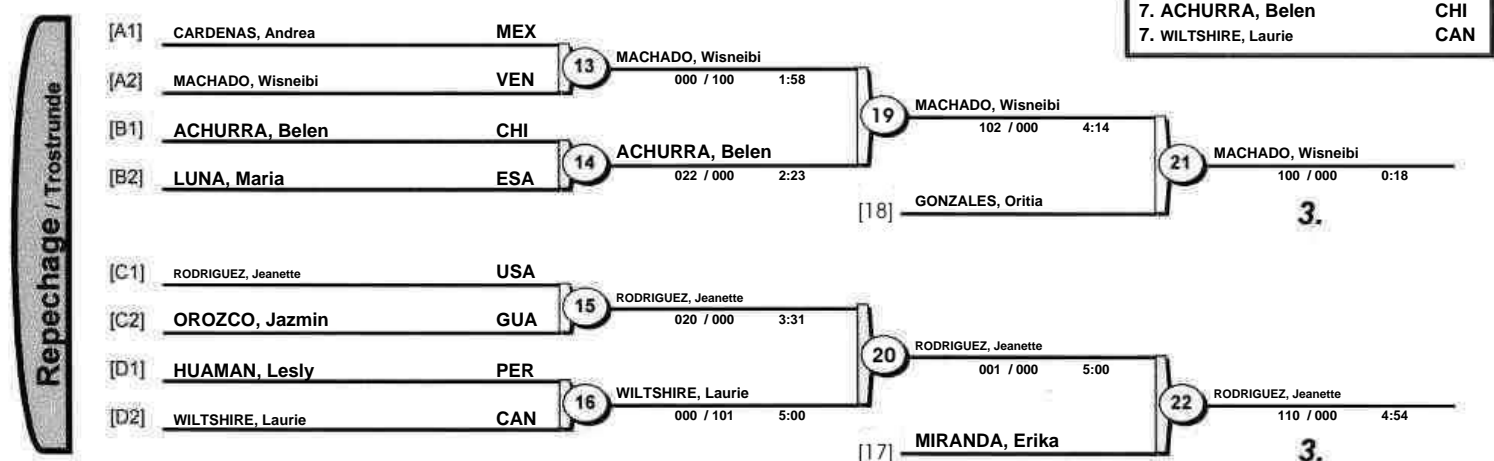 7. ACHURRA, Belen CHI
7. WILTSHIRE, Laurie CAN
Repechage / Trostrunde
[A1] CARDENAS, Andrea MEX
[A2] MACHADO, Wisneibi VEN
13
MACHADO, Wisneibi
000 / 100 1:58
[B1] ACHURRA, Belen CHI
[B2] LUNA, Maria ESA
14
ACHURRA, Belen
022 / 000 2:23
19
MACHADO, Wisneibi
102 / 000 4:14
[18] GONZALES, Oritia
21
MACHADO, Wisneibi
100 / 000 0:18
3.
[C1] RODRIGUEZ, Jeanette USA
[C2] OROZCO, Jazmin GUA
15
RODRIGUEZ, Jeanette
020 / 000 3:31
[D1] HUAMAN, Lesly PER
[D2] WILTSHIRE, Laurie CAN
16
WILTSHIRE, Laurie
000 / 101 5:00
20
RODRIGUEZ, Jeanette
001 / 000 5:00
[17] MIRANDA, Erika
22
RODRIGUEZ, Jeanette
110 / 000 4:54
3.